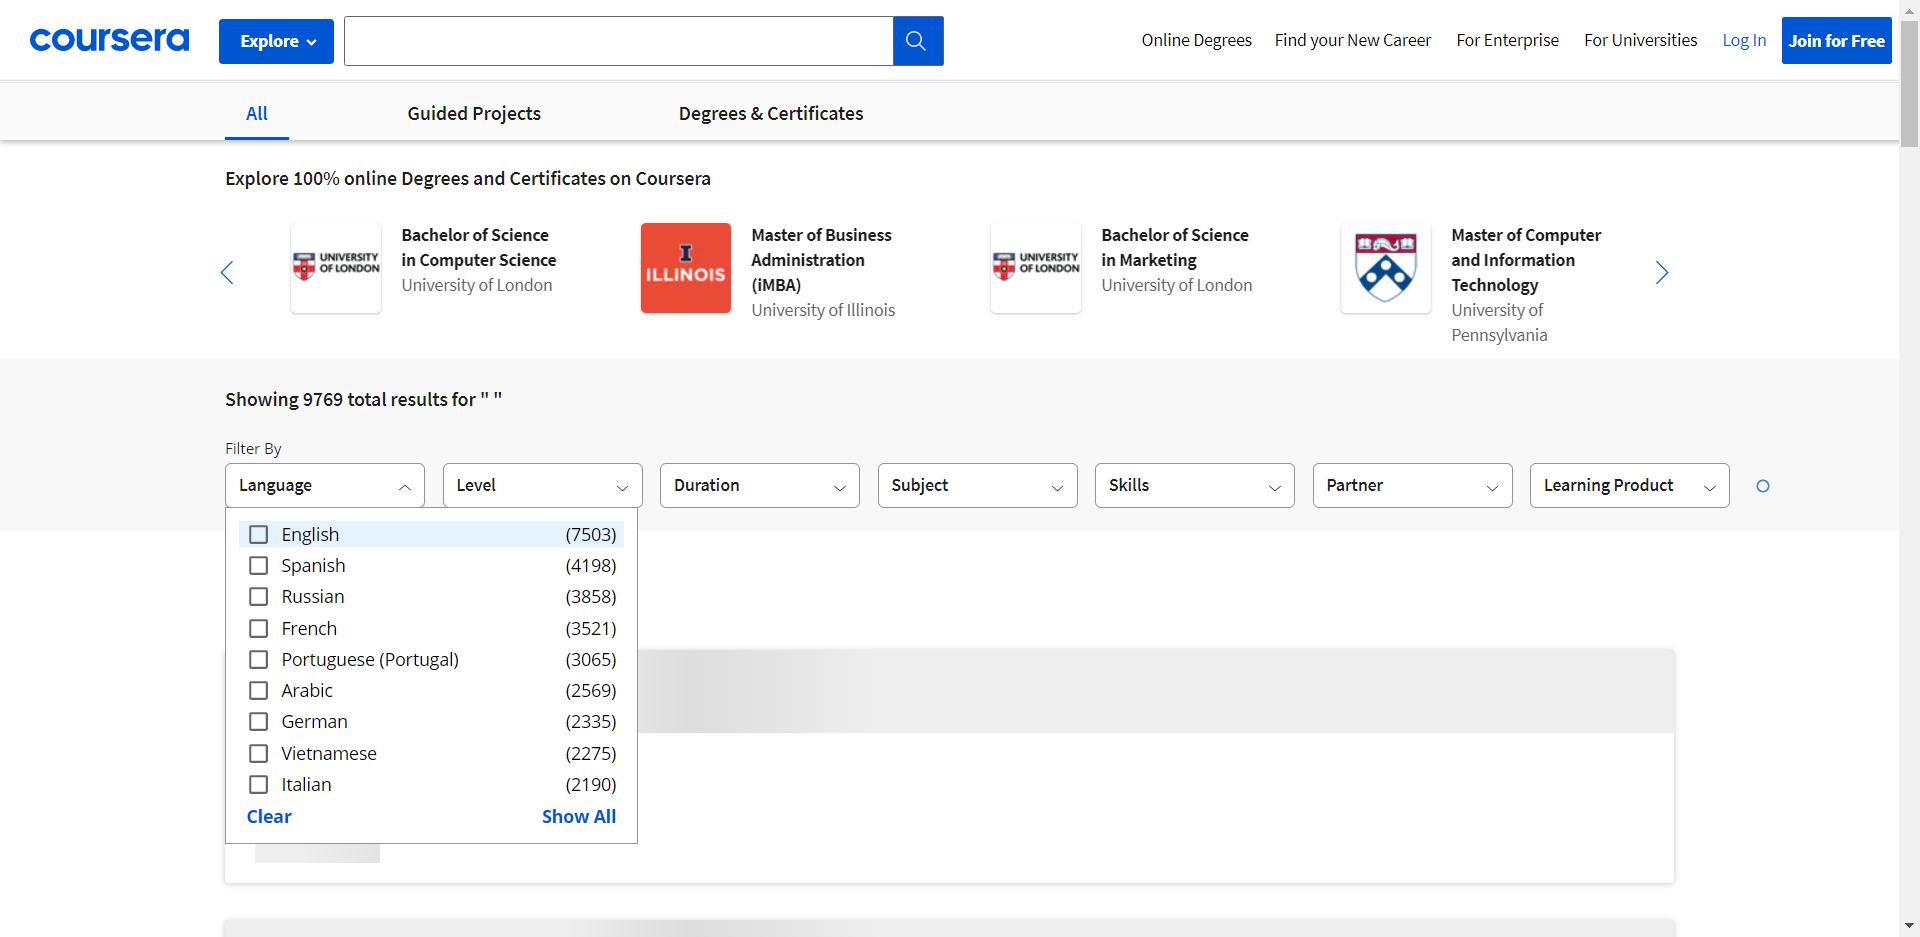 coursera
Explore
Online Degrees
Find your New Career
For Enterprise
For Universities
Log In
Join for Free
All
Guided Projects
Degrees & Certificates
Explore 100% online Degrees and Certificates on Coursera
UNIVERSITY
OF LONDON
Bachelor of Science
in Computer Science
University of London
I
ILLINOIS
Master of Business
Administration
(iMBA)
University of Illinois
UNIVERSITY
OF LONDON
Bachelor of Science
in Marketing
University of London
Master of Computer
and Information
Technology
University of
Pennsylvania
Showing 9769 total results for " "
Filter By
Language
Level
Duration
Subject
Skills
Partner
Learning Product
English (7503)
Spanish (4198)
Russian (3858)
French (3521)
Portuguese (Portugal) (3065)
Arabic (2569)
German (2335)
Vietnamese (2275)
Italian (2190)
Clear Show All